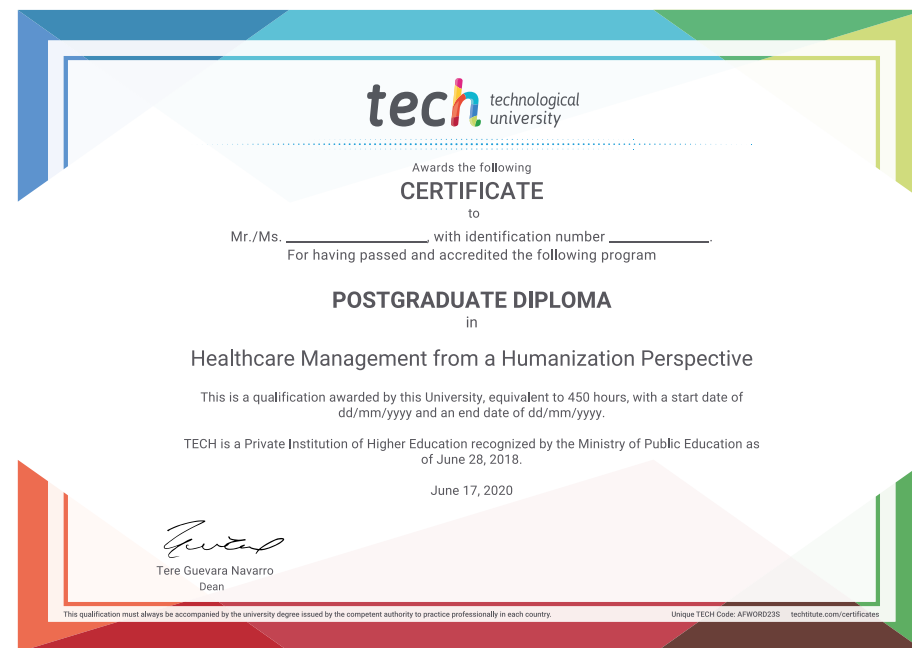 tech technological
university
Awards the following
CERTIFICATE
to
Mr./Ms. ____________________, with identification number ______________.
For having passed and accredited the following program
POSTGRADUATE DIPLOMA
in
Healthcare Management from a Humanization Perspective
This is a qualification awarded by this University, equivalent to 450 hours, with a start date of
dd/mm/yyyy and an end date of dd/mm/yyyy.
TECH is a Private Institution of Higher Education recognized by the Ministry of Public Education as
of June 28, 2018.
June 17, 2020
Tere Guevara Navarro
Dean
This qualification must always be accompanied by the university degree issued by the competent authority to practice professionally in each country. Unique TECH Code: AFWORD23S techtitute.com/certificates